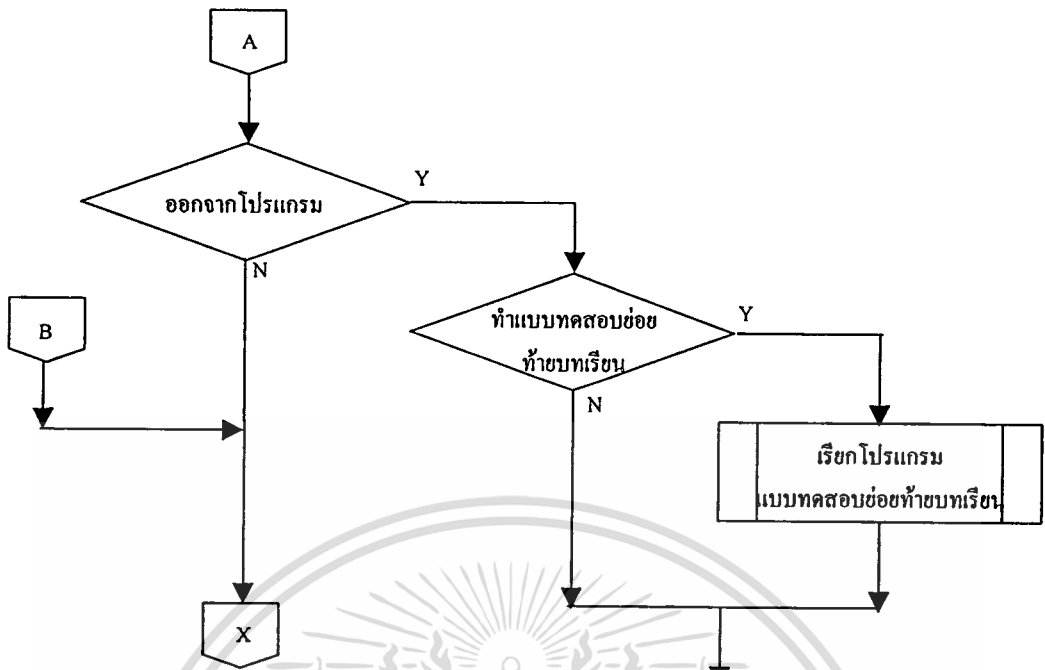 A
ออกจากโปรแกรม
Y
N
ทำแบบทดสอบย่อย
ท้ายบทเรียน
Y
N
B
เรียกโปรแกรม
แบบทดสอบย่อยท้ายบทเรียน
X